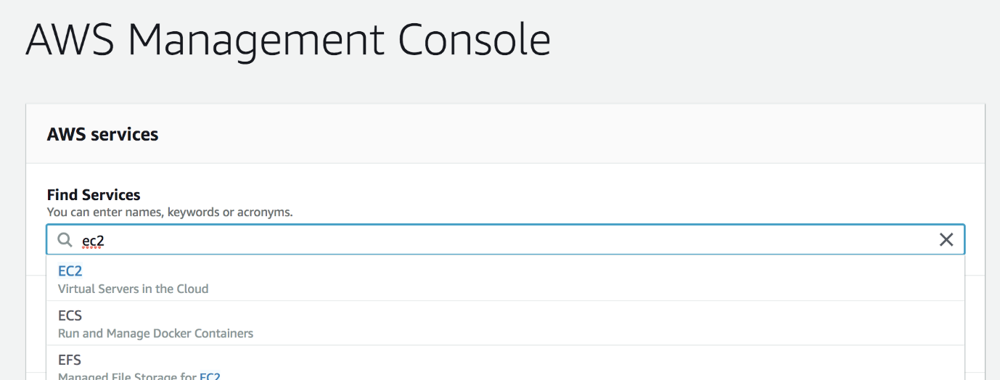 AWS Management Console
AWS services
Find Services
You can enter names, keywords or acronyms.
ec2
EC2
Virtual Servers in the Cloud
ECS
Run and Manage Docker Containers
EFS
Managed File Storage for EC2